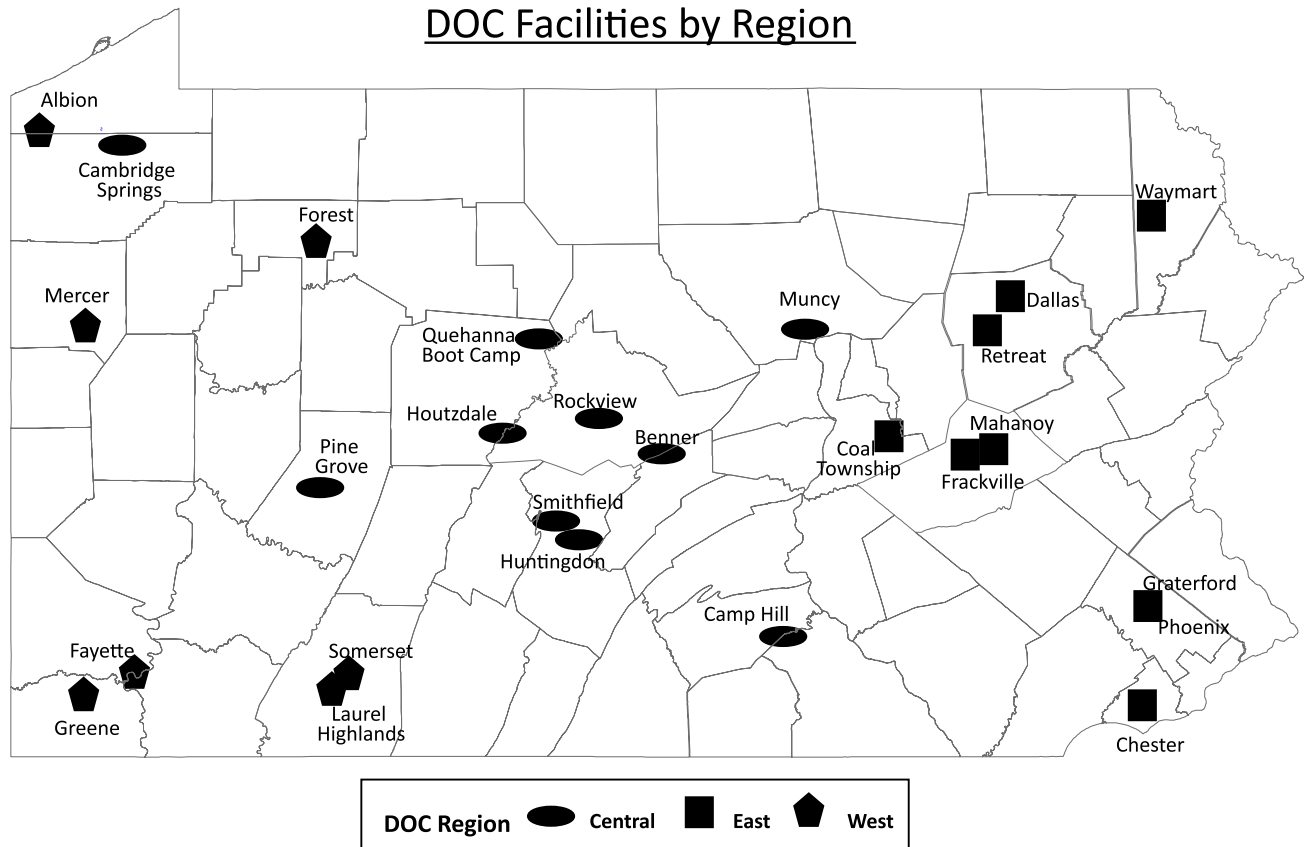 DOC Facilities by Region
Albion
Cambridge
Springs
Waymart
Forest
Mercer
Muncy
Dallas
Quehanna
Boot Camp
Retreat
Rockview
Houtzdale
Mahanoy
Benner
Pine
Grove
Coal
Township
Frackville
Smithfield
Huntingdon
Graterford
Camp Hill
Phoenix
Fayette
Somerset
Laurel
Highlands
Greene
Chester
DOC Region Central East West